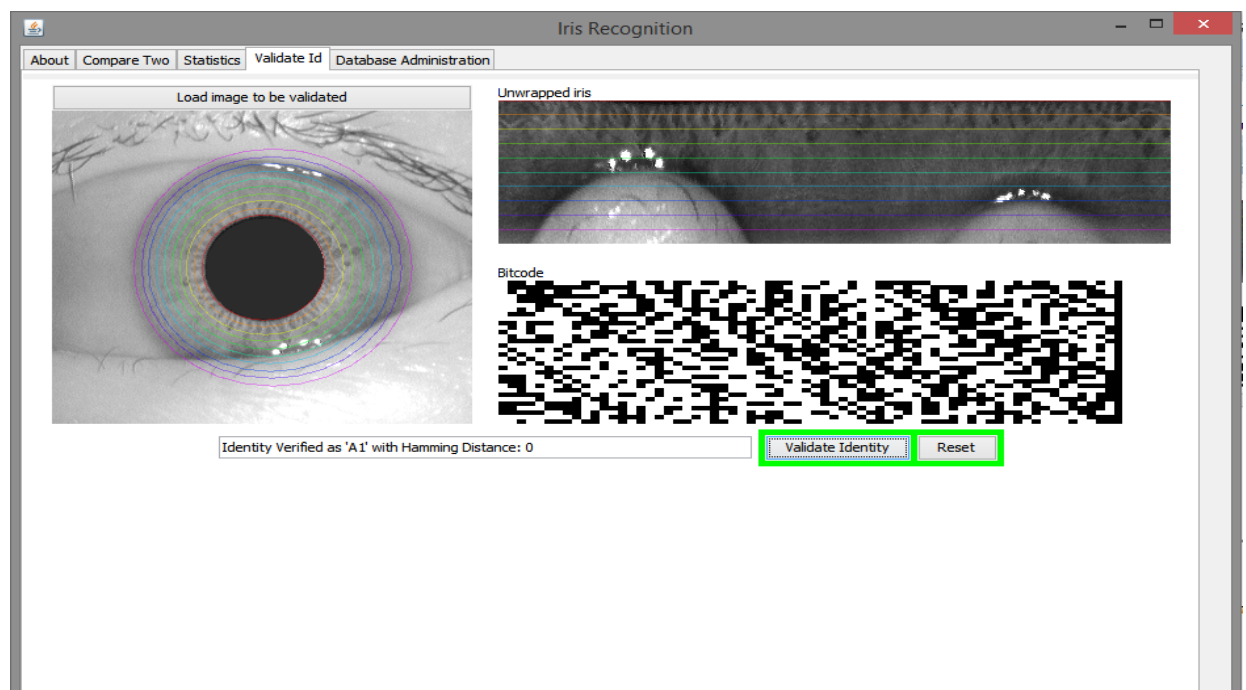 Iris Recognition
About Compare Two Statistics Validate Id Database Administration
Load image to be validated
Unwrapped iris
Bitcode
Identity Verified as 'A1' with Hamming Distance: 0
Validate Identity Reset